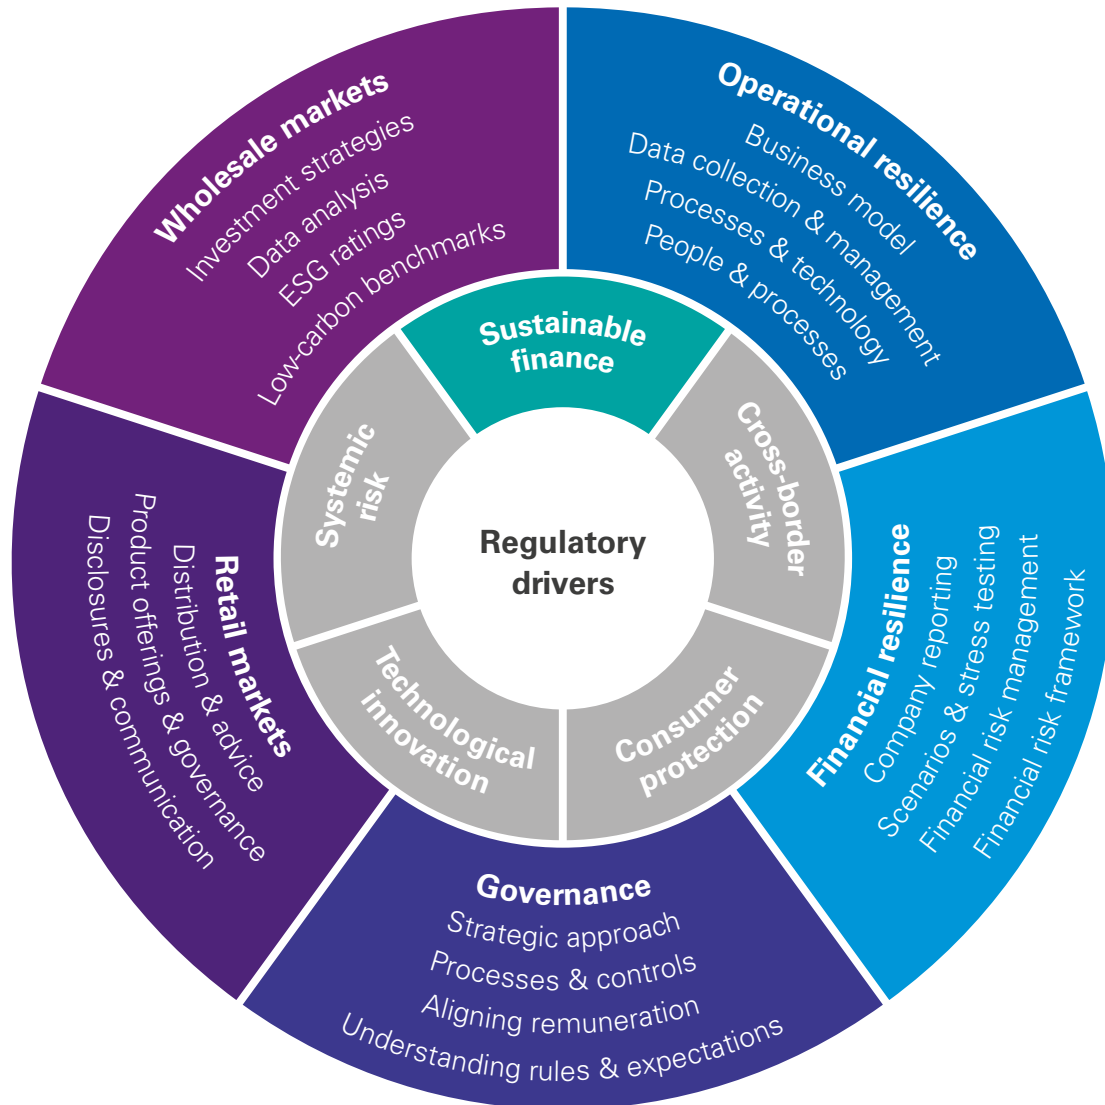 Wholesale markets
Investment strategies
Data analysis
ESG ratings
Low-carbon benchmarks
Operational resilience
Business model
Data collection & management
Processes & technology
People & processes
Financial resilience
Company reporting
Scenarios & stress testing
Financial risk management
Financial risk framework
Governance
Strategic approach
Processes & controls
Aligning remuneration
Understanding rules & expectations
Retail markets
Distribution & advice
Product offerings & governance
Disclosures & communication
Sustainable
finance
Cross-border
activity
Consumer
protection
Technological
innovation
Systemic
risk
Regulatory
drivers